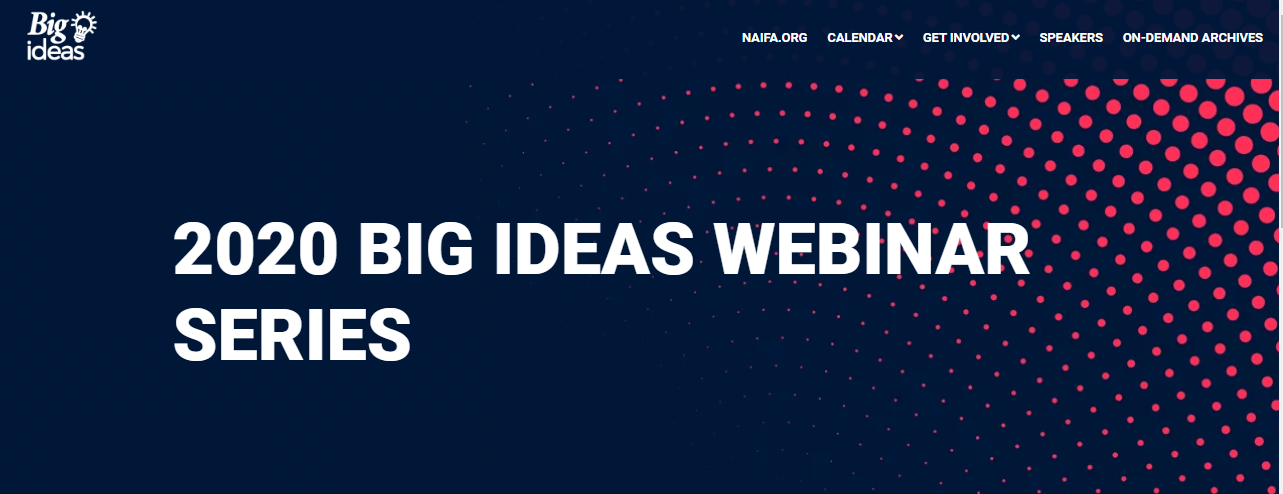 Big
ideas
NAIFA.ORG CALENDAR GET INVOLVED SPEAKERS ON-DEMAND ARCHIVES
2020 BIG IDEAS WEBINAR
SERIES